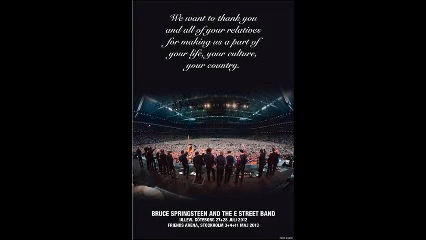 We want to thank you
and all of your relatives
for making us a part of
your life, your culture,
your country.
BRUCE SPRINGSTEEN AND THE E STREET BAND
ULLEVI, GÖTEBORG 27+28 JULI 2012
FRIENDS ARENA, STOCKHOLM 3+4+11 MAJ 2013